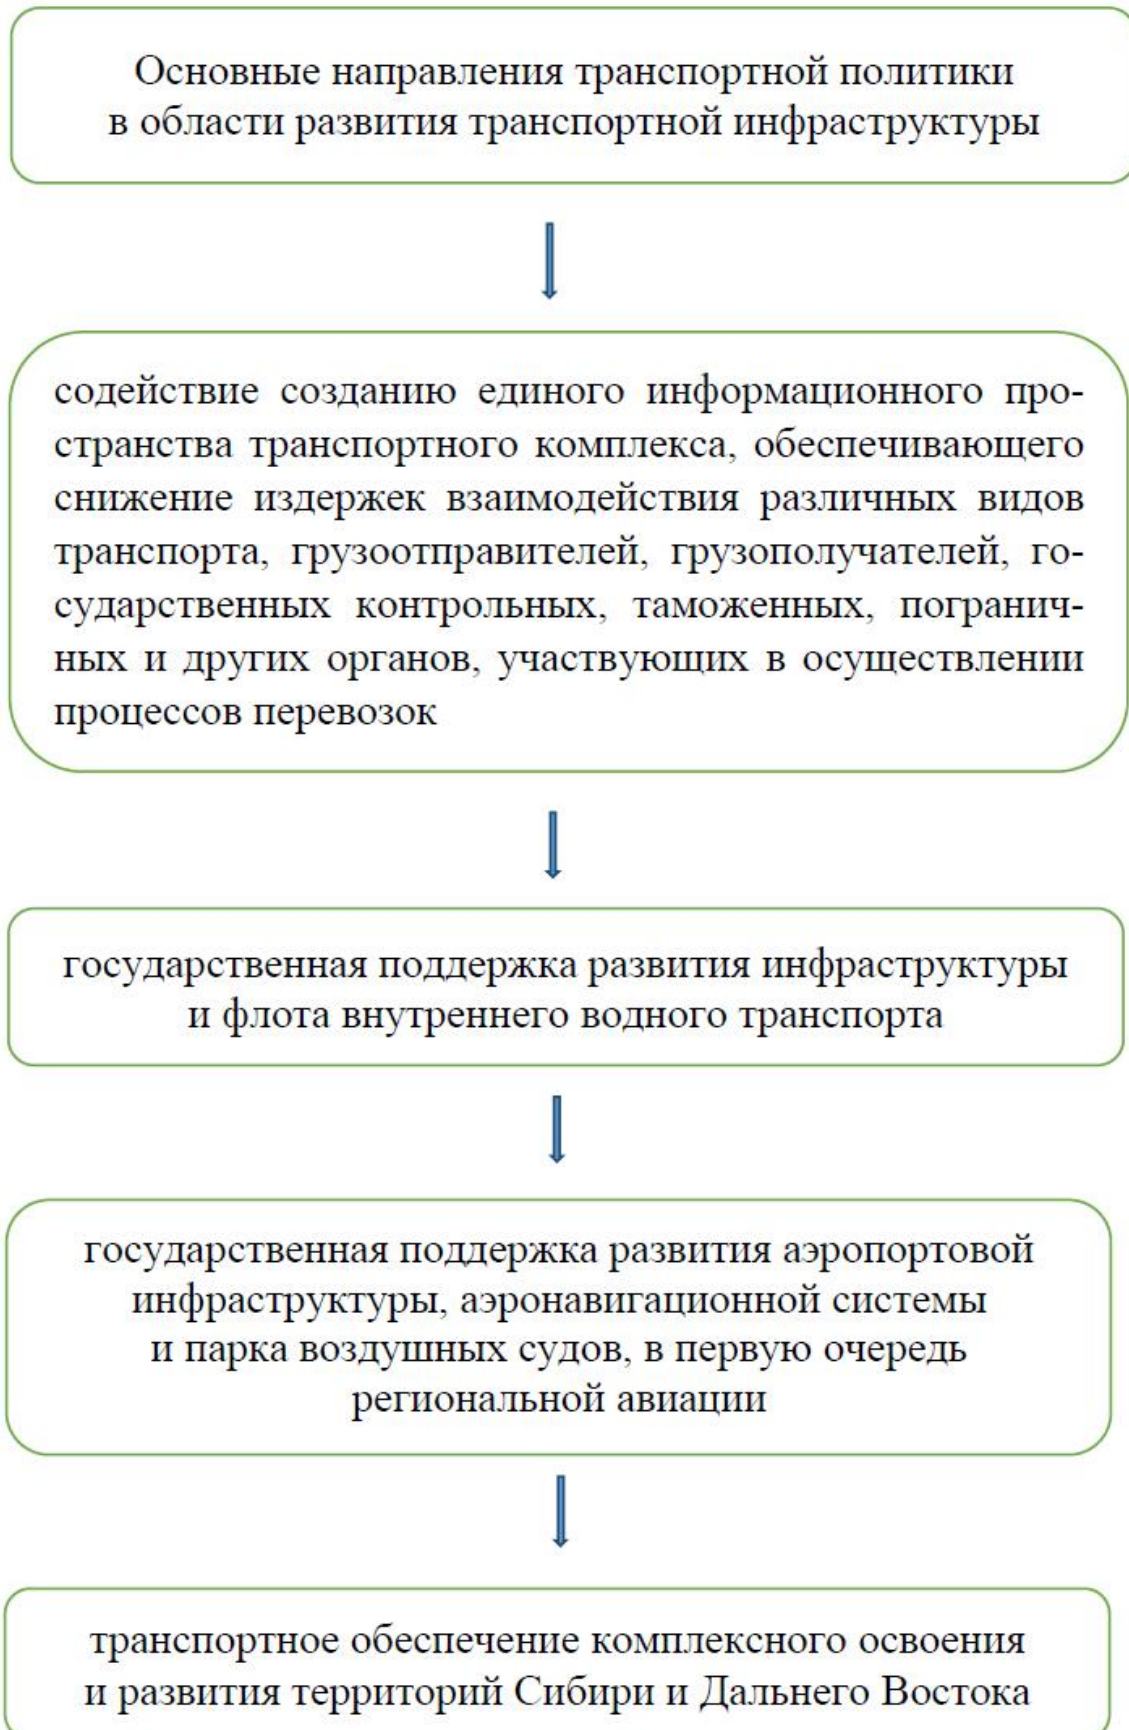 Основные направления транспортной политики
в области развития транспортной инфраструктуры
содействие созданию единого информационного про-
странства транспортного комплекса, обеспечивающего
снижение издержек взаимодействия различных видов
транспорта, грузоотправителей, грузополучателей, го-
сударственных контрольных, таможенных, погранич-
ных и других органов, участвующих в осуществлении
процессов перевозок
государственная поддержка развития инфраструктуры
и флота внутреннего водного транспорта
государственная поддержка развития аэропортовой
инфраструктуры, аэронавигационной системы
и парка воздушных судов, в первую очередь
региональной авиации
транспортное обеспечение комплексного освоения
и развития территорий Сибири и Дальнего Востока